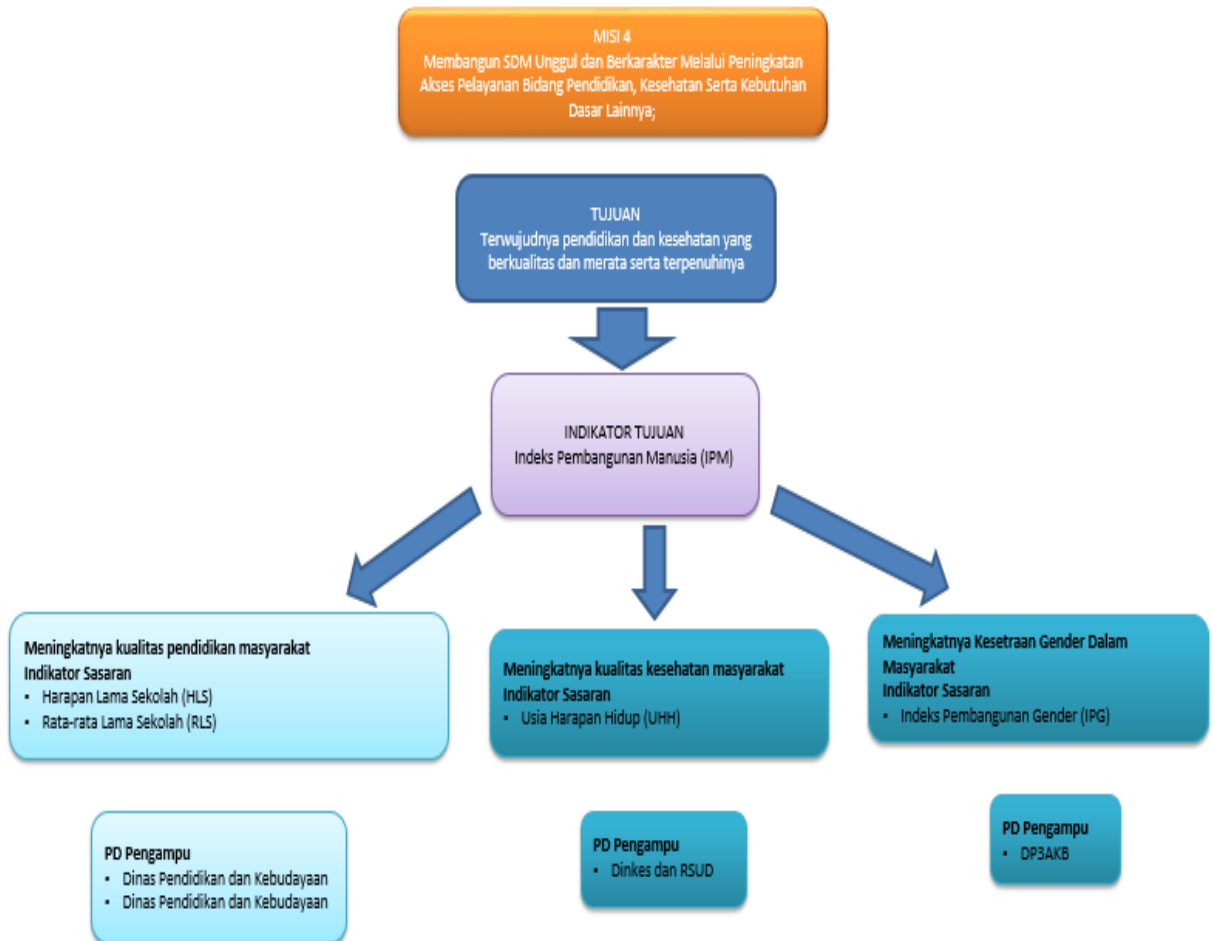 MISI 4
Membangun SDM Unggul dan Berkarakter Melalui Peningkatan
Akses Pelayanan Bidang Pendidikan, Kesehatan Serta Kebutuhan
Dasar Lainnya;
TUJUAN
Terwujudnya pendidikan dan kesehatan yang
berkualitas dan merata serta terpenuhinya
INDIKATOR TUJUAN
Indeks Pembangunan Manusia (IPM)
Meningkatnya kualitas pendidikan masyarakat
Indikator Sasaran
• Harapan Lama Sekolah (HLS)
• Rata-rata Lama Sekolah (RLS)
Meningkatnya kualitas kesehatan masyarakat
Indikator Sasaran
• Usia Harapan Hidup (UHH)
Meningkatnya Kesetraan Gender Dalam
Masyarakat
Indikator Sasaran
• Indeks Pembangunan Gender (IPG)
PD Pengampu
• Dinas Pendidikan dan Kebudayaan
• Dinas Pendidikan dan Kebudayaan
PD Pengampu
• Dinkes dan RSUD
PD Pengampu
• DP3AKB